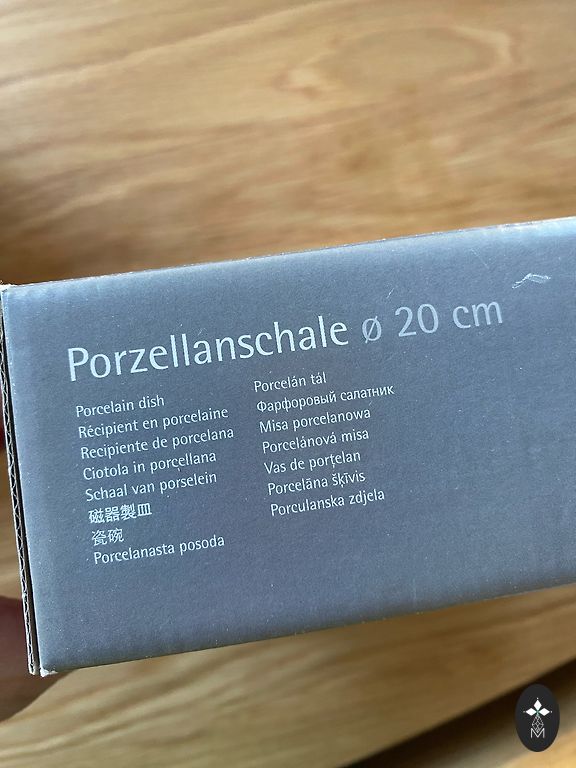 Porzellanschale ø 20 cm
Porcelain dish
Récipient en porcelaine
Recipiente de porcelana
Ciotola in porcellana
Schaal van porselein
磁器製皿
瓷碗
Porcelanasta posoda
Porcelán tál
Фарфоровый салатник
Misa porcelanowa
Porcelánová misa
Vas de porțelan
Porcelāna šķīvis
Porculanska zdjela
M